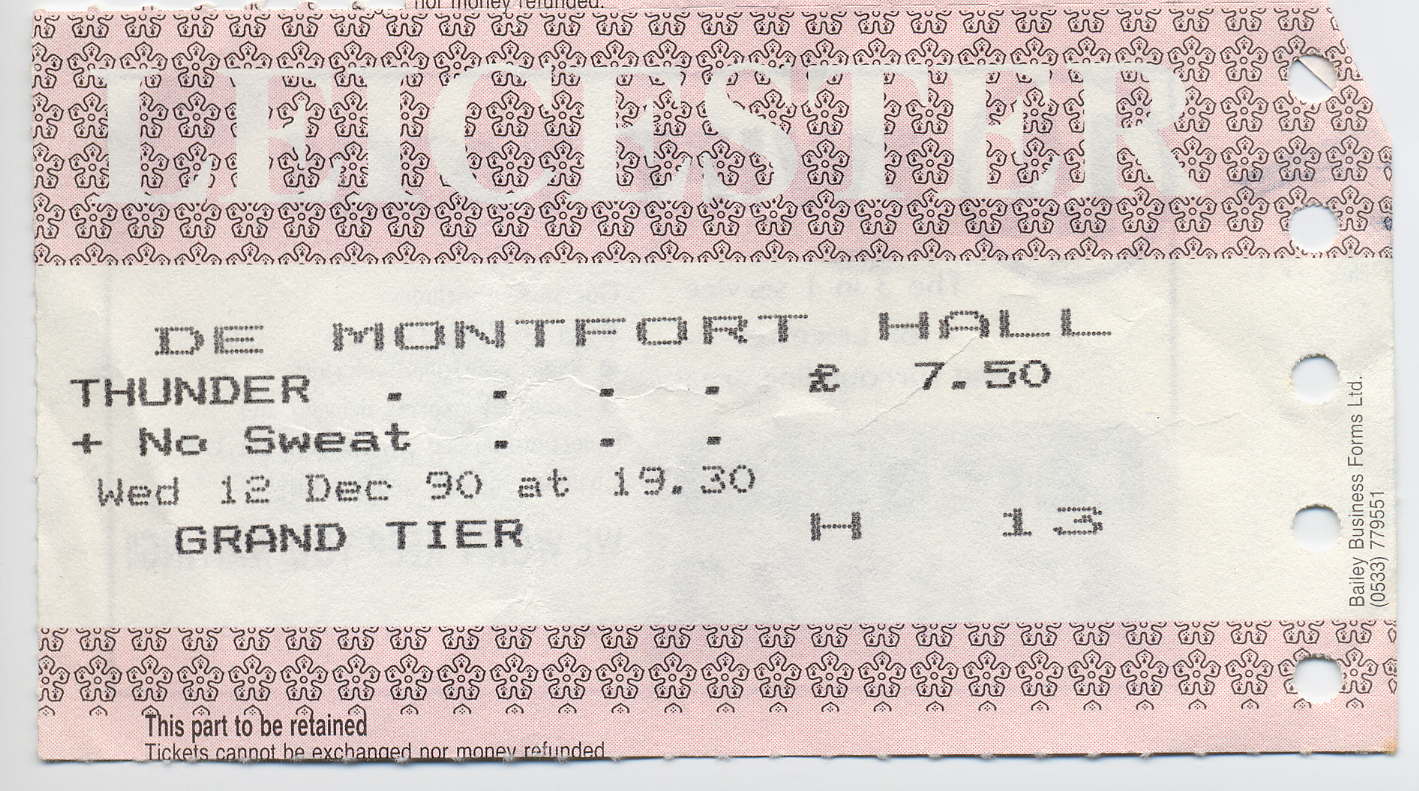 nor money refunded.
LEICESTER
DE MONTFORT HALL
THUNDER . . . . £ 7.50
+ No Sweat . . .
Wed 12 Dec 90 at 19.30
GRAND TIER H 13
This part to be retained
Tickets cannot be exchanged nor money refunded
Bailey Business Forms Ltd.
(0533) 779551